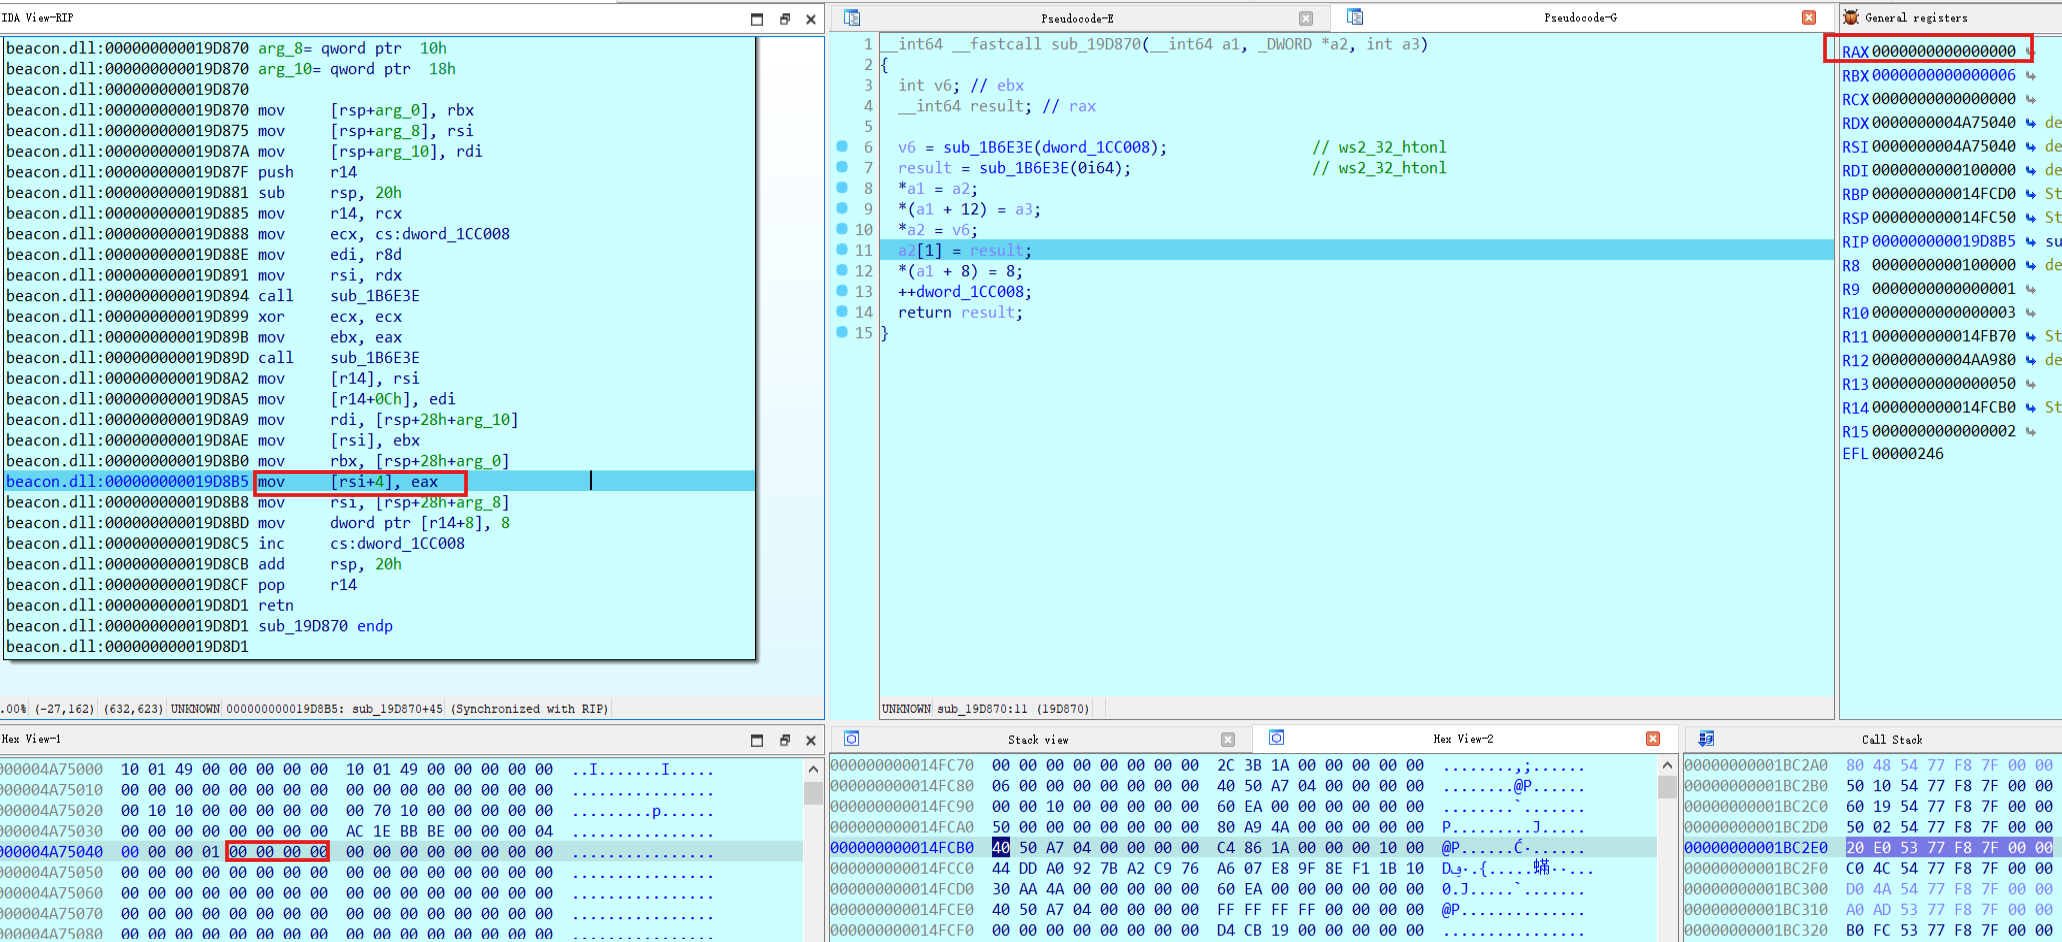 IDA View-RIP
beacon.dll:000000000019D870 arg_8= qword ptr  10h
beacon.dll:000000000019D870 arg_10= qword ptr  18h
beacon.dll:000000000019D870
beacon.dll:000000000019D870 mov     [rsp+arg_0], rbx
beacon.dll:000000000019D875 mov     [rsp+arg_8], rsi
beacon.dll:000000000019D87A mov     [rsp+arg_10], rdi
beacon.dll:000000000019D87F push    r14
beacon.dll:000000000019D881 sub     rsp, 20h
beacon.dll:000000000019D885 mov     r14, rcx
beacon.dll:000000000019D888 mov     ecx, cs:dword_1CC008
beacon.dll:000000000019D88E mov     edi, r8d
beacon.dll:000000000019D891 mov     rsi, rdx
beacon.dll:000000000019D894 call    sub_1B6E3E
beacon.dll:000000000019D899 xor     ecx, ecx
beacon.dll:000000000019D89B mov     ebx, eax
beacon.dll:000000000019D89D call    sub_1B6E3E
beacon.dll:000000000019D8A2 mov     [r14], rsi
beacon.dll:000000000019D8A5 mov     [r14+0Ch], edi
beacon.dll:000000000019D8A9 mov     rdi, [rsp+28h+arg_10]
beacon.dll:000000000019D8AE mov     [rsi], ebx
beacon.dll:000000000019D8B0 mov     rbx, [rsp+28h+arg_0]
beacon.dll:000000000019D8B5 mov     [rsi+4], eax
beacon.dll:000000000019D8B8 mov     rsi, [rsp+28h+arg_8]
beacon.dll:000000000019D8BD mov     dword ptr [r14+8], 8
beacon.dll:000000000019D8C5 inc     cs:dword_1CC008
beacon.dll:000000000019D8CB add     rsp, 20h
beacon.dll:000000000019D8CF pop     r14
beacon.dll:000000000019D8D1 retn
beacon.dll:000000000019D8D1 sub_19D870 endp
beacon.dll:000000000019D8D1
.00% (-27,162) (632,623) UNKNOWN 000000000019D8B5: sub_19D870+45 (Synchronized with RIP)
Pseudocode-E
Pseudocode-G
1 __int64 __fastcall sub_19D870(__int64 a1, _DWORD *a2, int a3)
2 {
3   int v6; // ebx
4   __int64 result; // rax
5
6   v6 = sub_1B6E3E(dword_1CC008);                // ws2_32_htonl
7   result = sub_1B6E3E(0i64);                    // ws2_32_htonl
8   *a1 = a2;
9   *(a1 + 12) = a3;
10   *a2 = v6;
11   a2[1] = result;
12   *(a1 + 8) = 8;
13   ++dword_1CC008;
14   return result;
15 }
UNKNOWN sub_19D870:11 (19D870)
General registers
RAX 0000000000000000
RBX 0000000000000006
RCX 0000000000000000
RDX 0000000004A75040 de
RSI 0000000004A75040 de
RDI 0000000000100000 de
RBP 000000000014FCD0 St
RSP 000000000014FC50 St
RIP 000000000019D8B5 su
R8  0000000000100000 de
R9  0000000000000001
R10 0000000000000003
R11 000000000014FB70 St
R12 00000000004AA980 de
R13 0000000000000050
R14 000000000014FCB0 St
R15 0000000000000002
EFL 00000246
Hex View-1
000004A75000  10 01 49 00 00 00 00 00  10 01 49 00 00 00 00 00  ..I.......I.....
000004A75010  00 00 00 00 00 00 00 00  00 00 00 00 00 00 00 00  ................
000004A75020  00 10 10 00 00 00 00 00  00 70 10 00 00 00 00 00  .........p......
000004A75030  00 00 00 00 00 00 00 00  AC 1E BB BE 00 00 00 04  ................
000004A75040  00 00 00 01 00 00 00 00  00 00 00 00 00 00 00 00  ................
000004A75050  00 00 00 00 00 00 00 00  00 00 00 00 00 00 00 00  ................
000004A75060  00 00 00 00 00 00 00 00  00 00 00 00 00 00 00 00  ................
000004A75070  00 00 00 00 00 00 00 00  00 00 00 00 00 00 00 00  ................
000004A75080  00 00 00 00 00 00 00 00  00 00 00 00 00 00 00 00  ................
Stack view
Hex View-2
000000000014FC70  00 00 00 00 00 00 00 00  2C 3B 1A 00 00 00 00 00  ........,;......
000000000014FC80  06 00 00 00 00 00 00 00  40 50 A7 04 00 00 00 00  ........@P......
000000000014FC90  00 00 10 00 00 00 00 00  60 EA 00 00 00 00 00 00  ........`.......
000000000014FCA0  50 00 00 00 00 00 00 00  80 A9 4A 00 00 00 00 00  P.........J.....
000000000014FCB0  40 50 A7 04 00 00 00 00  C4 86 1A 00 00 00 10 00  @P......
000000000014FCC0  44 DD A0 92 7B A2 C9 76  A6 07 E8 9F 8E F1 1B 10
000000000014FCD0  30 AA 4A 00 00 00 00 00  60 EA 00 00 00 00 00 00  0.J.....`.......
000000000014FCE0  40 50 A7 04 00 00 00 00  FF FF FF FF 00 00 00 00  @P..............
000000000014FCF0  00 00 00 00 00 00 00 00  D4 CB 19 00 00 00 00 00  ................
Call Stack
00000000001BC2A0  80 48 54 77 F8 7F 00 00
00000000001BC2B0  50 10 54 77 F8 7F 00 00
00000000001BC2C0  60 19 54 77 F8 7F 00 00
00000000001BC2D0  50 02 54 77 F8 7F 00 00
00000000001BC2E0  20 E0 53 77 F8 7F 00 00
00000000001BC2F0  C0 4C 54 77 F8 7F 00 00
00000000001BC300  D0 4A 54 77 F8 7F 00 00
00000000001BC310  A0 AD 53 77 F8 7F 00 00
00000000001BC320  B0 FC 53 77 F8 7F 00 00